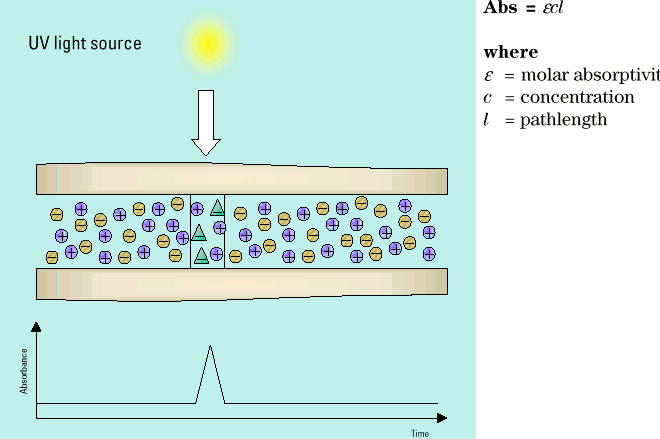 Abs = εcl
UV light source
where
ε = molar absorptivit
c = concentration
l = pathlength
Absorbance
Time